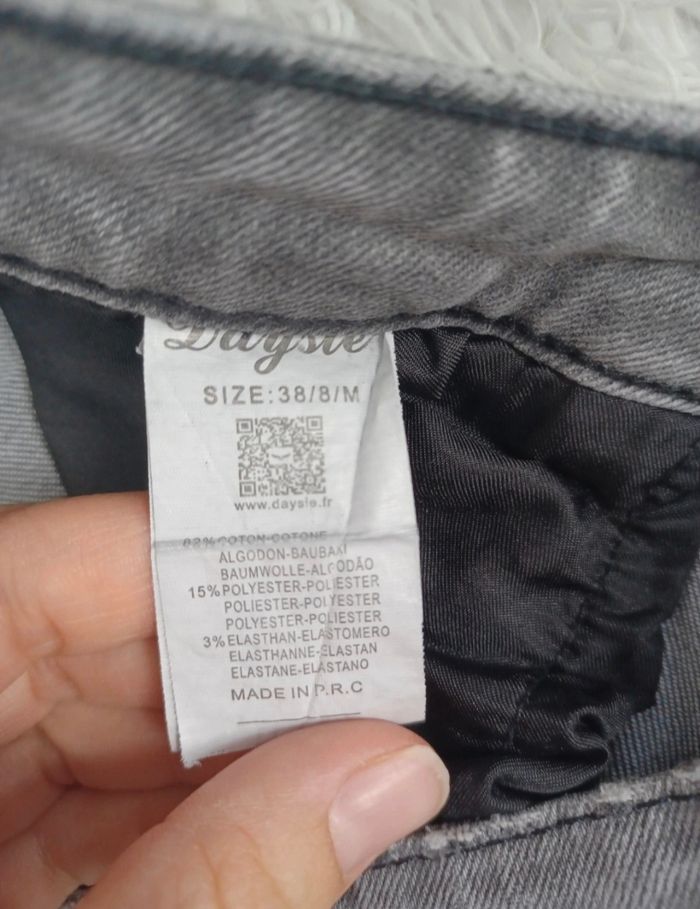 Daysie
SIZE:38/8/M
www.daysie.fr
82%COTON-COTONE
ALGODON-BAUBAXI
BAUMWOLLE-ALGODÃO
15%POLYESTER-POLIESTER
POLIESTER-POLYESTER
POLYESTER-POLIESTER
3%ELASTHAN-ELASTOMERO
ELASTHANNE-ELASTAN
ELASTANE-ELASTANO
MADE IN P.R.C